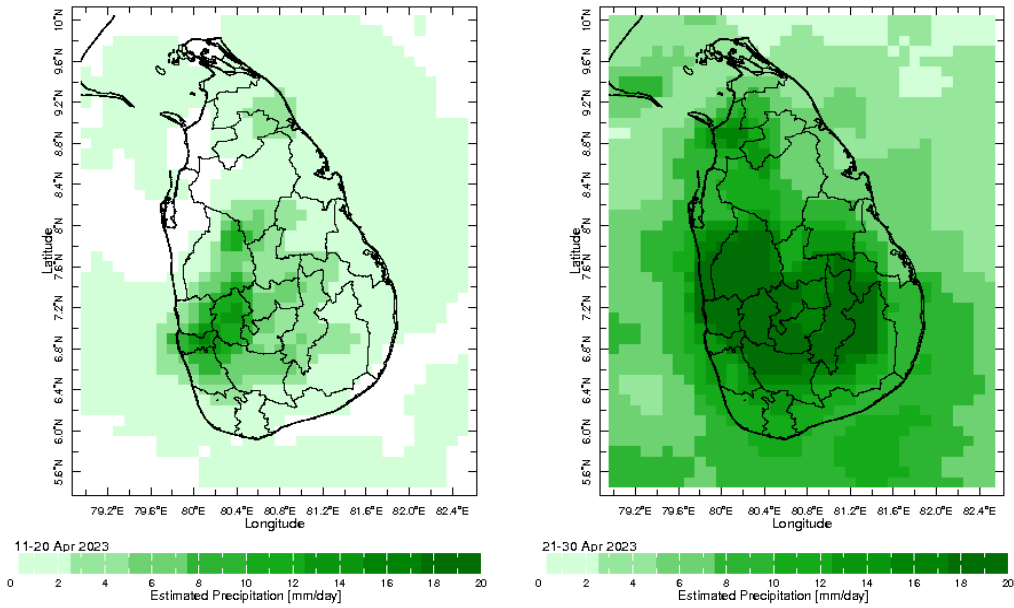 10°N
9.6°N
9.2°N
8.8°N
8.4°N
8°N
7.6°N
7.2°N
6.8°N
6.4°N
6.0°N
5.6°N
Latitude
79.2°E 79.6°E 80°E 80.4°E 80.8°E 81.2°E 81.6°E 82.0°E 82.4°E
Longitude
11-20 Apr 2023
0 2 4 6 8 10 12 14 16 18 20
Estimated Precipitation [mm/day]
10°N
9.6°N
9.2°N
8.8°N
8.4°N
8°N
7.6°N
7.2°N
6.8°N
6.4°N
6.0°N
5.6°N
Latitude
79.2°E 79.6°E 80°E 80.4°E 80.8°E 81.2°E 81.6°E 82.0°E 82.4°E
Longitude
21-30 Apr 2023
0 2 4 6 8 10 12 14 16 18 20
Estimated Precipitation [mm/day]